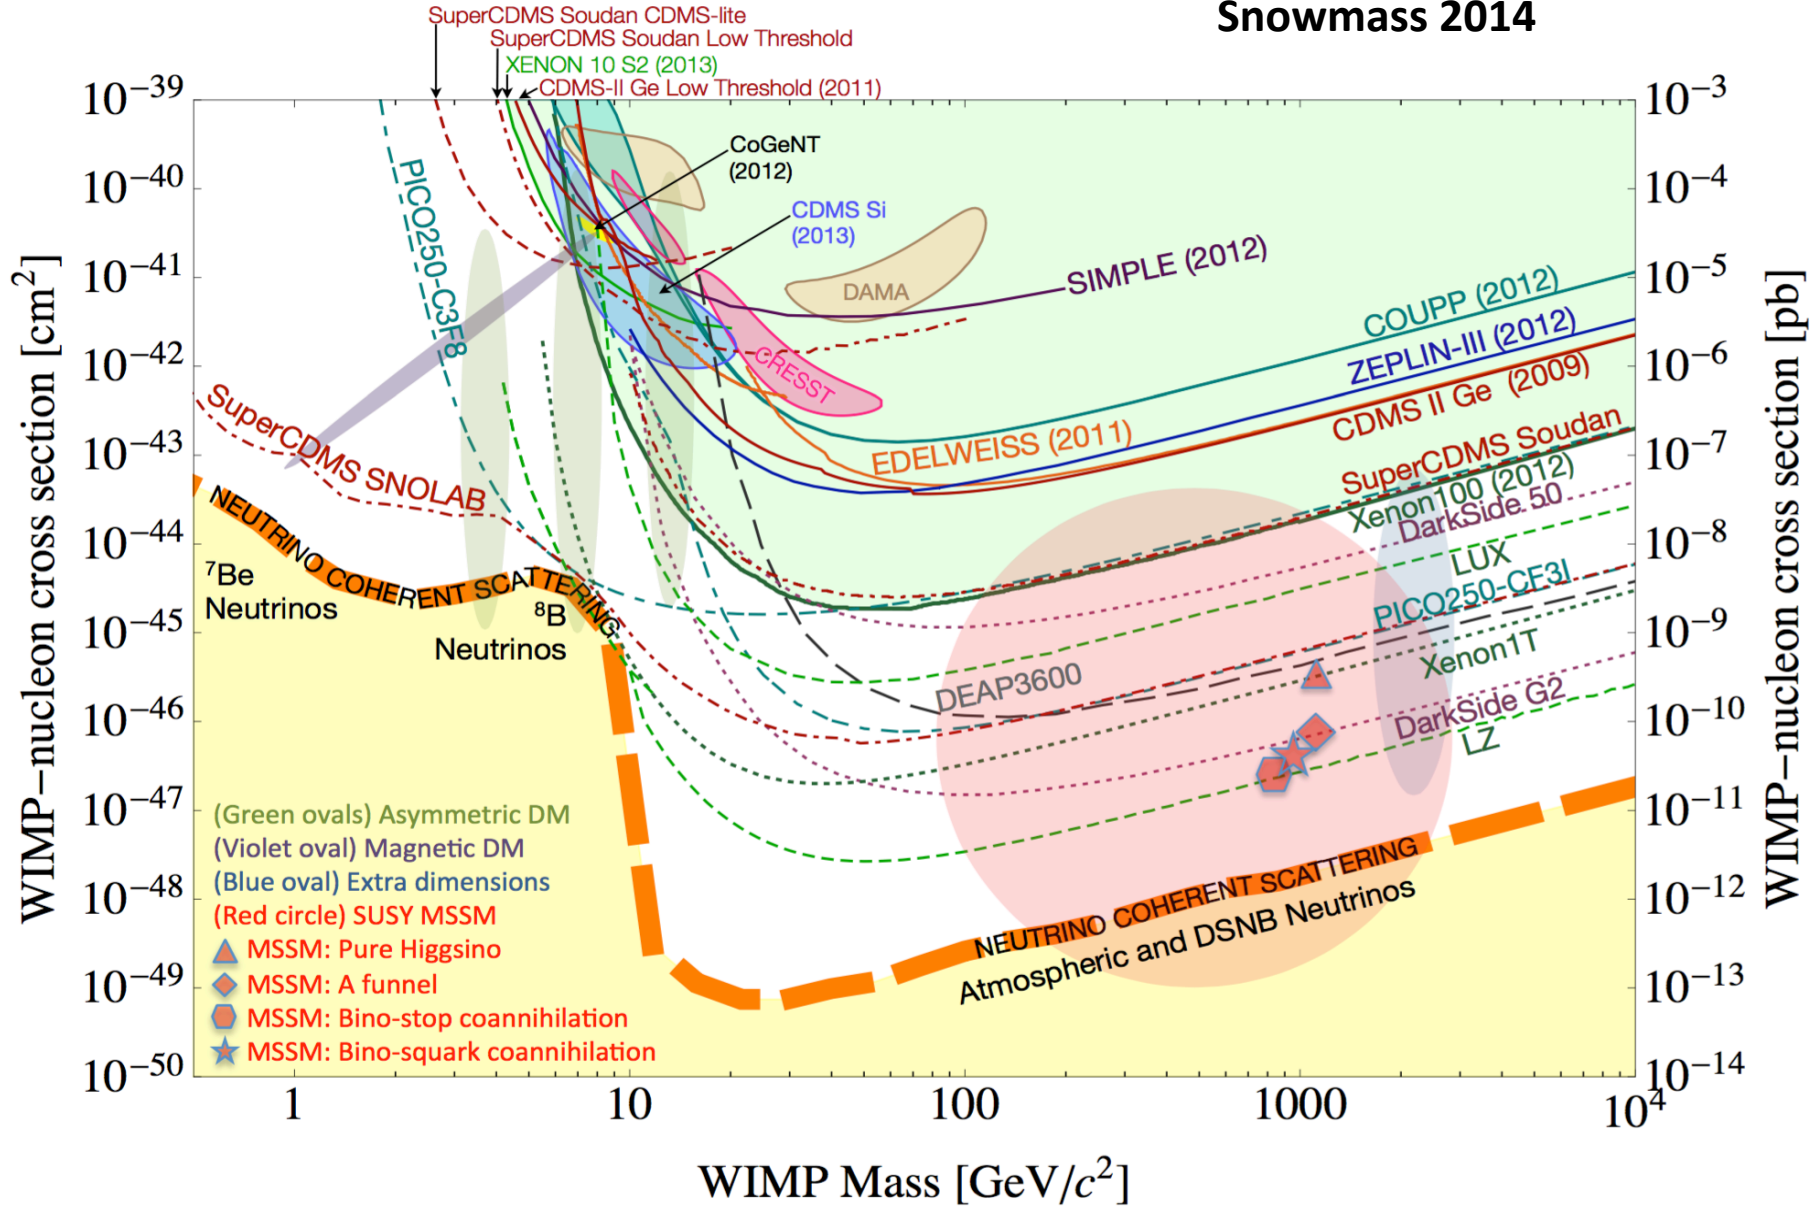 Snowmass 2014
SuperCDMS Soudan CDMS-lite
SuperCDMS Soudan Low Threshold
XENON 10 S2 (2013)
CDMS-II Ge Low Threshold (2011)
10−39
10−40
10−41
10−42
10−43
10−44
10−45
10−46
10−47
10−48
10−49
10−50
WIMP−nucleon cross section [cm2]
10−3
10−4
10−5
10−6
10−7
10−8
10−9
10−10
10−11
10−12
10−13
10−14
WIMP−nucleon cross section [pb]
CoGeNT
(2012)
CDMS Si
(2013)
PICO250-C3F8
DAMA
SIMPLE (2012)
COUPP (2012)
ZEPLIN-III (2012)
CRESST
CDMS II Ge (2009)
EDELWEISS (2011)
SuperCDMS Soudan
Xenon100 (2012)
DarkSide 50
LUX
PICO250-CF3I
Xenon1T
DEAP3600
DarkSide G2
LZ
SuperCDMS SNOLAB
NEUTRINO COHERENT SCATTERING
7Be
Neutrinos
8B
Neutrinos
NEUTRINO COHERENT SCATTERING
Atmospheric and DSNB Neutrinos
(Green ovals) Asymmetric DM
(Violet oval) Magnetic DM
(Blue oval) Extra dimensions
(Red circle) SUSY MSSM
MSSM: Pure Higgsino
MSSM: A funnel
MSSM: Bino-stop coannihilation
MSSM: Bino-squark coannihilation
1
10
100
1000
104
WIMP Mass [GeV/c2]